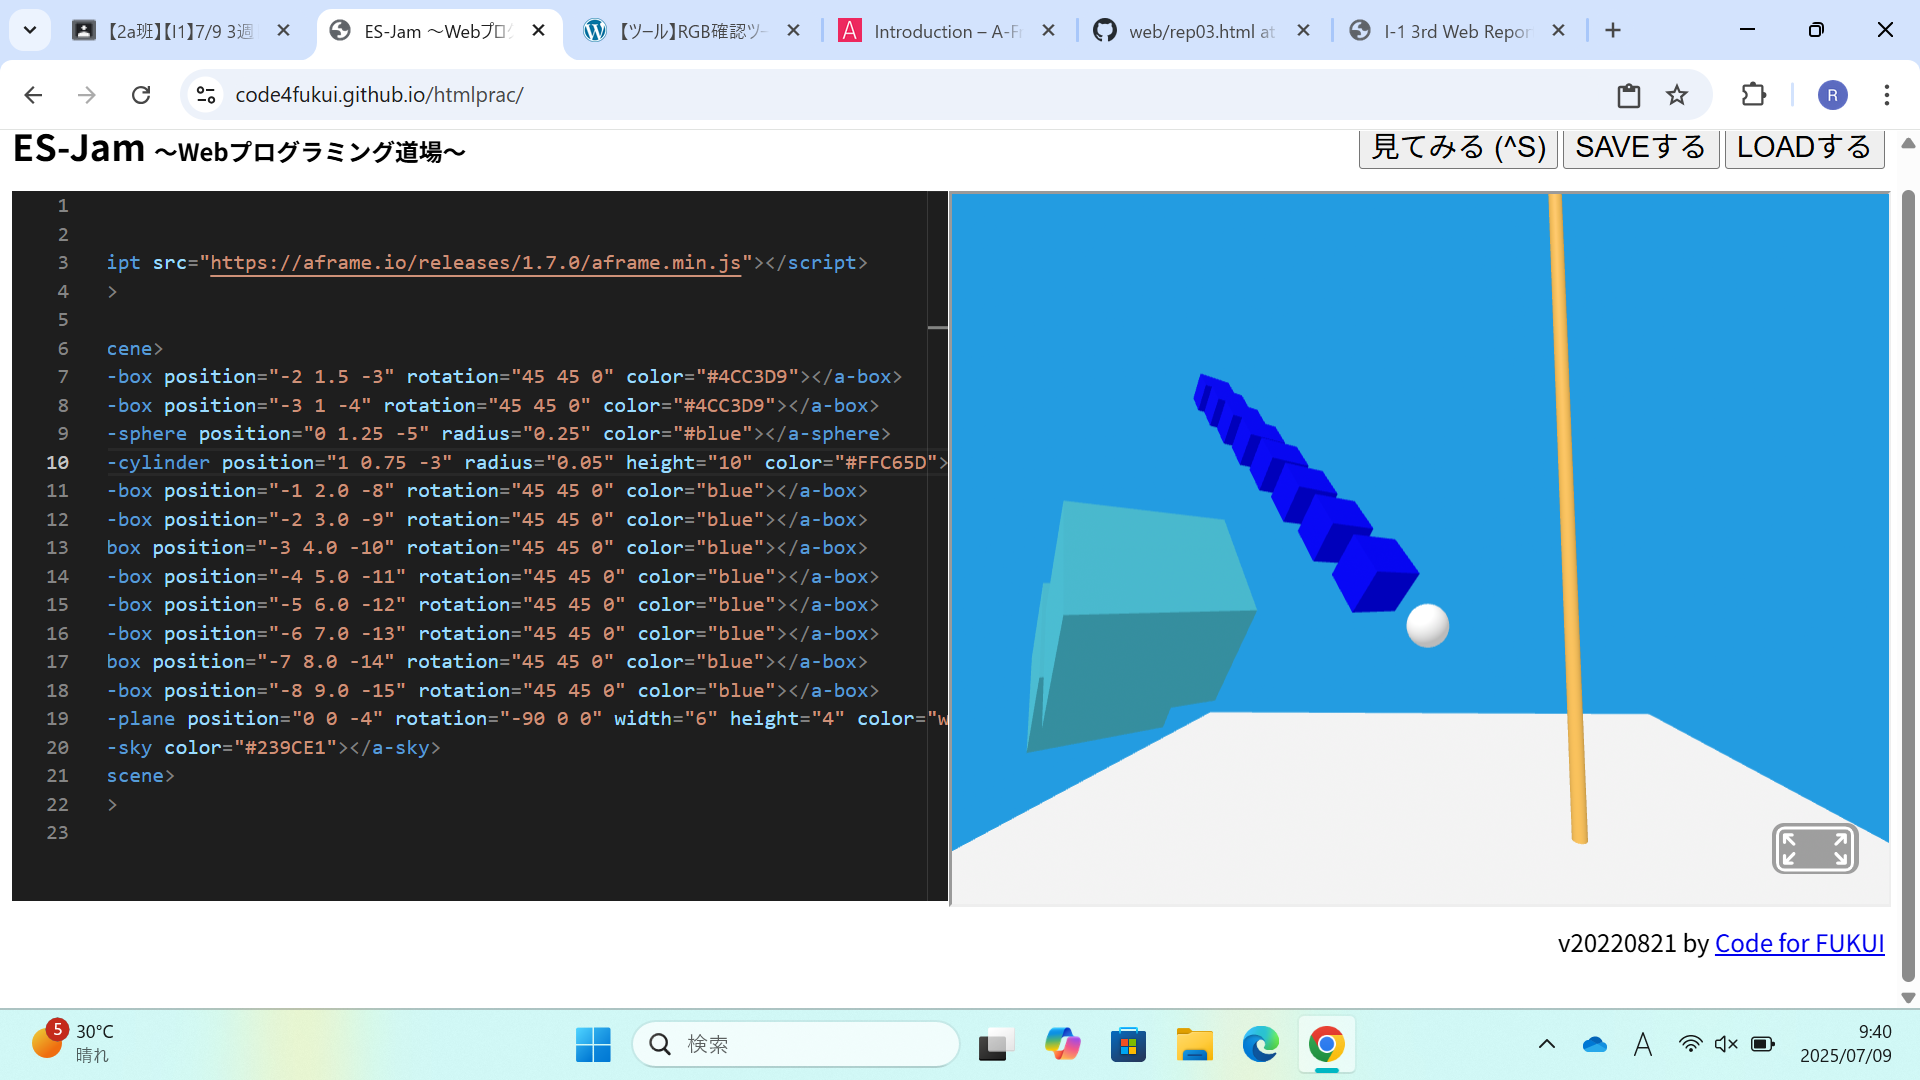 【2a班】【I1】7/9 3週
ES-Jam ～Webプロ
【ツール】RGB確認ツー
Introduction – A-Fr
web/rep03.html at
I-1 3rd Web Repor
code4fukui.github.io/htmlprac/
R
ES-Jam ～Webプログラミング道場～
見てみる (^S)
SAVEする
LOADする
1
2
3 ipt src="https://aframe.io/releases/1.7.0/aframe.min.js"></script>
4 >
5
6 cene>
7 -box position="-2 1.5 -3" rotation="45 45 0" color="#4CC3D9"></a-box>
8 -box position="-3 1 -4" rotation="45 45 0" color="#4CC3D9"></a-box>
9 -sphere position="0 1.25 -5" radius="0.25" color="#blue"></a-sphere>
10 -cylinder position="1 0.75 -3" radius="0.05" height="10" color="#FFC65D">
11 -box position="-1 2.0 -8" rotation="45 45 0" color="blue"></a-box>
12 -box position="-2 3.0 -9" rotation="45 45 0" color="blue"></a-box>
13 box position="-3 4.0 -10" rotation="45 45 0" color="blue"></a-box>
14 -box position="-4 5.0 -11" rotation="45 45 0" color="blue"></a-box>
15 -box position="-5 6.0 -12" rotation="45 45 0" color="blue"></a-box>
16 -box position="-6 7.0 -13" rotation="45 45 0" color="blue"></a-box>
17 box position="-7 8.0 -14" rotation="45 45 0" color="blue"></a-box>
18 -box position="-8 9.0 -15" rotation="45 45 0" color="blue"></a-box>
19 -plane position="0 0 -4" rotation="-90 0 0" width="6" height="4" color="w
20 -sky color="#239CE1"></a-sky>
21 scene>
22 >
23
v20220821 by Code for FUKUI
5
30°C
晴れ
検索
A
9:40
2025/07/09